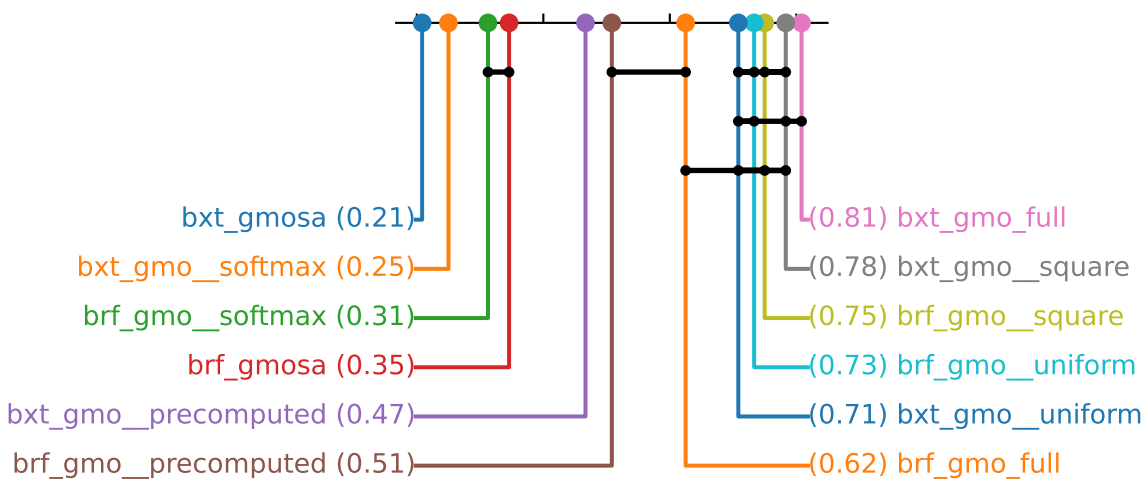 bxt_gmosa (0.21)
(0.81) bxt_gmo_full
bxt_gmo__softmax (0.25)
(0.78) bxt_gmo__square
brf_gmo__softmax (0.31)
(0.75) brf_gmo__square
brf_gmosa (0.35)
(0.73) brf_gmo__uniform
bxt_gmo__precomputed (0.47)
(0.71) bxt_gmo__uniform
brf_gmo__precomputed (0.51)
(0.62) brf_gmo_full